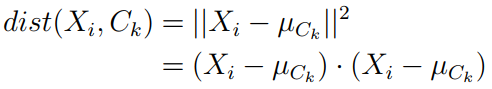 dist(X_i, C_k) = ||X_i − μ_{C_k}||^2
= (X_i − μ_{C_k}) · (X_i − μ_{C_k})